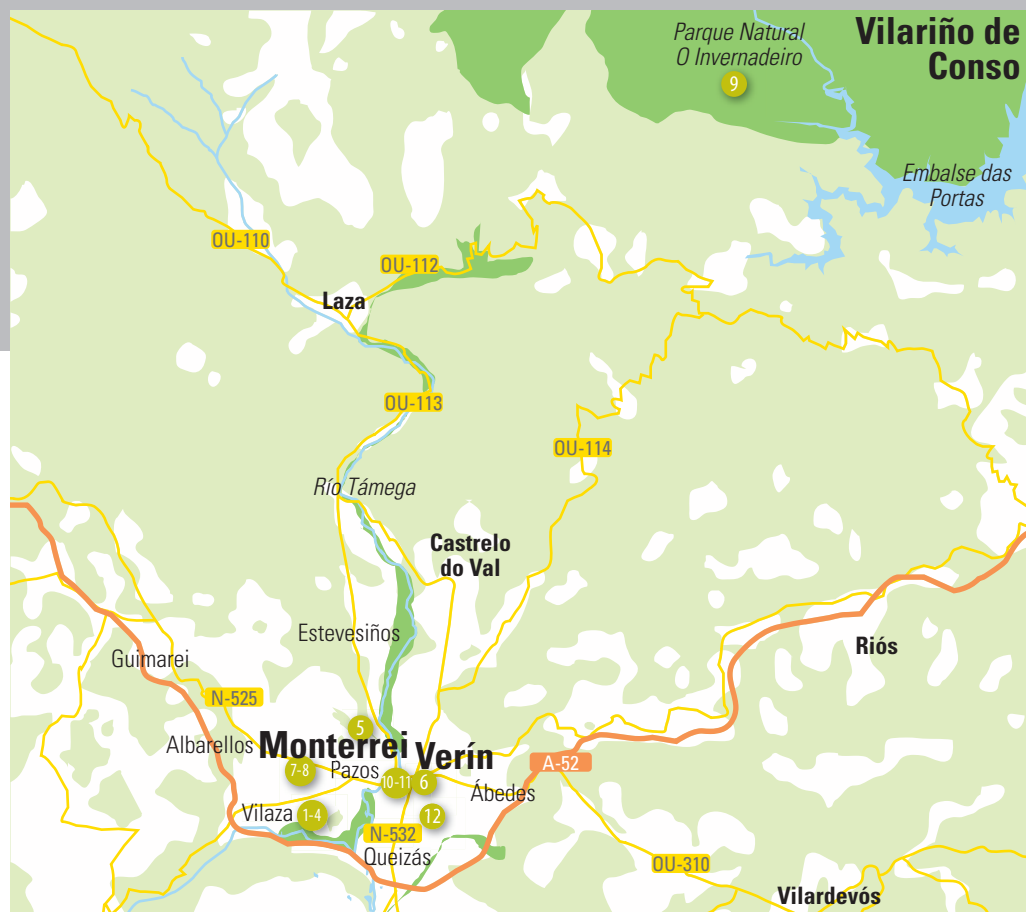 Parque Natural
O Invernadeiro
9
Vilariño de
Conso
Embalse das
Portas
OU-110
OU-112
Laza
OU-113
OU-114
Río Támega
Castrelo
do Val
Estevesiños
Guimarei
Riós
N-525
5
Albarellos
Monterrei
Verín
7-8
Pazos
10-11
6
A-52
Ábedes
Vilaza
1-4
12
N-532
Queizás
OU-310
Vilardevós